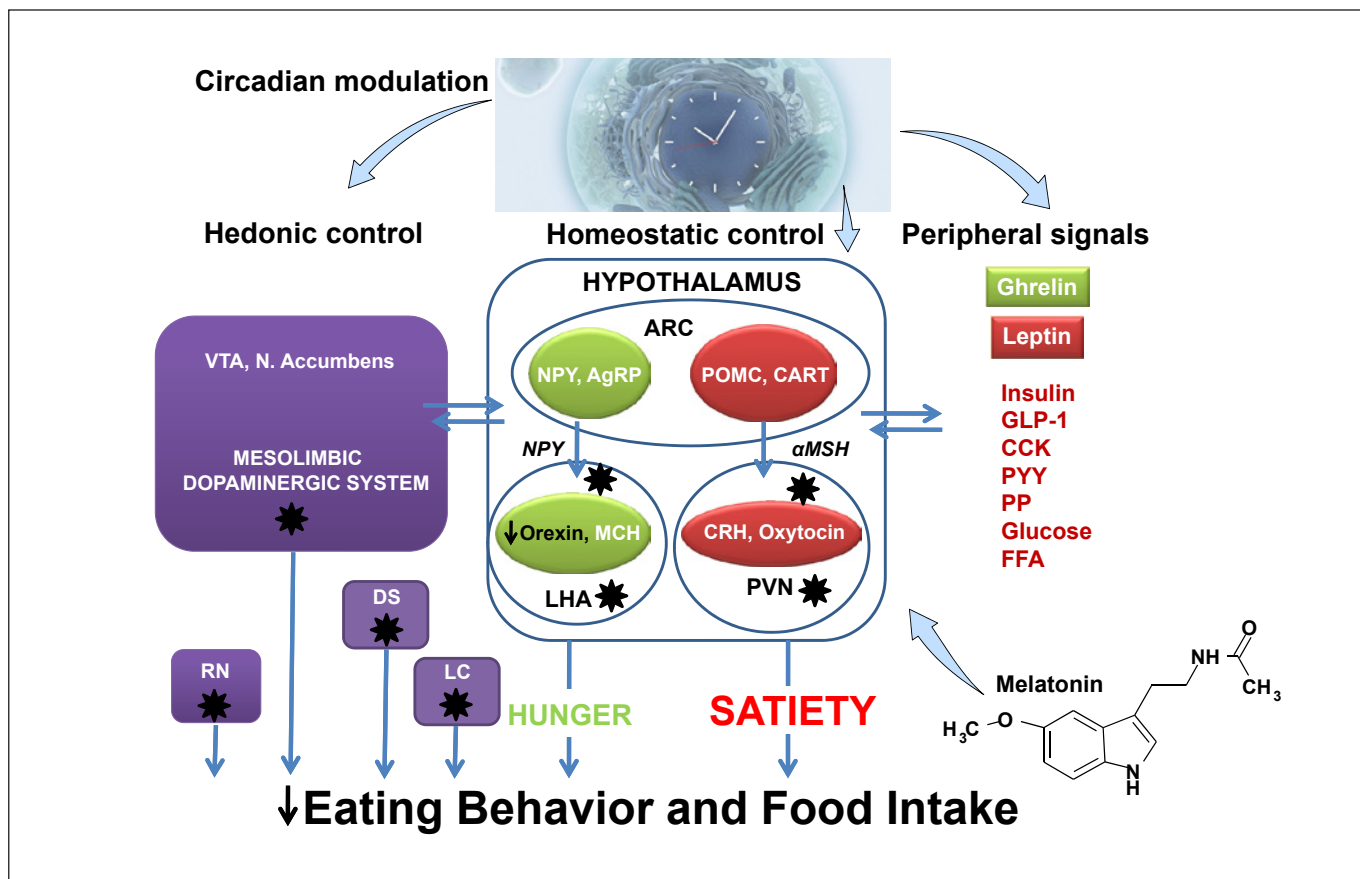 Circadian modulation
Hedonic control
Homeostatic control
Peripheral signals
HYPOTHALAMUS
ARC
NPY, AgRP
POMC, CART
NPY
αMSH
↓Orexin, MCH
CRH, Oxytocin
LHA
PVN
VTA, N. Accumbens
MESOLIMBIC
DOPAMINERGIC SYSTEM
DS
RN
LC
Ghrelin
Leptin
Insulin
GLP-1
CCK
PYY
PP
Glucose
FFA
HUNGER
SATIETY
Melatonin
O
NH
CH₃
H₃C
O
N
H
↓Eating Behavior and Food Intake